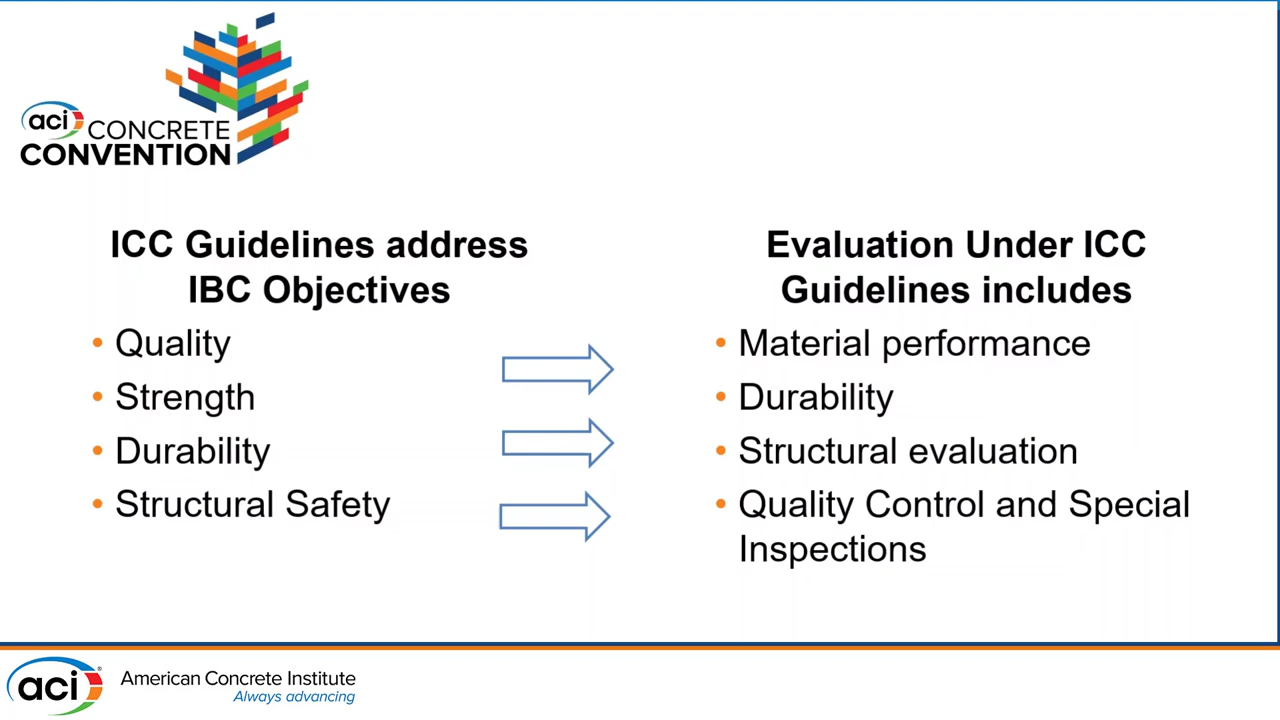 aci CONCRETE
CONVENTION
ICC Guidelines address
IBC Objectives
• Quality
• Strength
• Durability
• Structural Safety
Evaluation Under ICC
Guidelines includes
• Material performance
• Durability
• Structural evaluation
• Quality Control and Special
Inspections
aci® American Concrete Institute
Always advancing